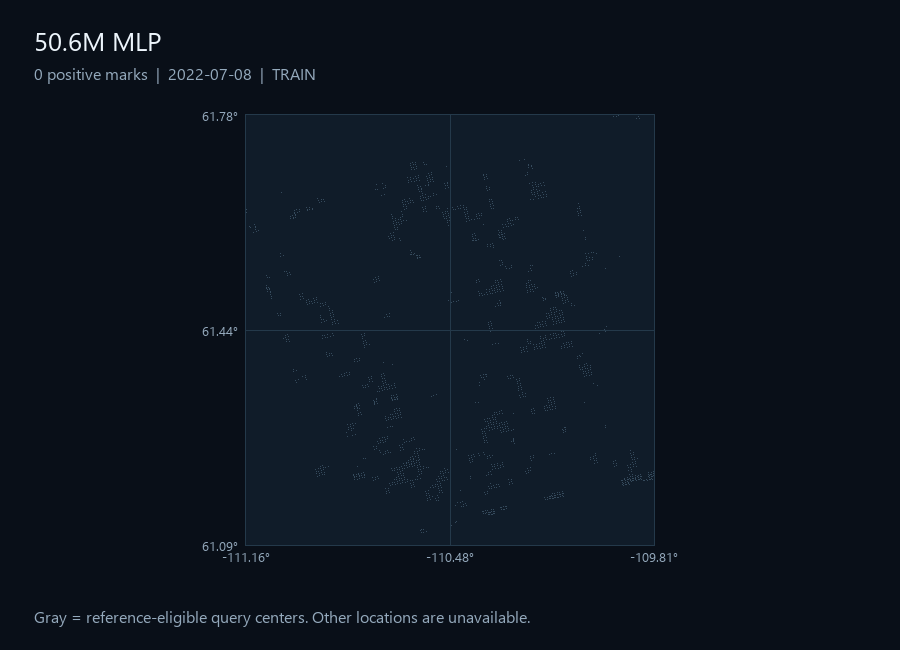 50.6M MLP
0 positive marks | 2022-07-08 | TRAIN
61.78°
61.44°
61.09°
-111.16° -110.48° -109.81°
Gray = reference-eligible query centers. Other locations are unavailable.